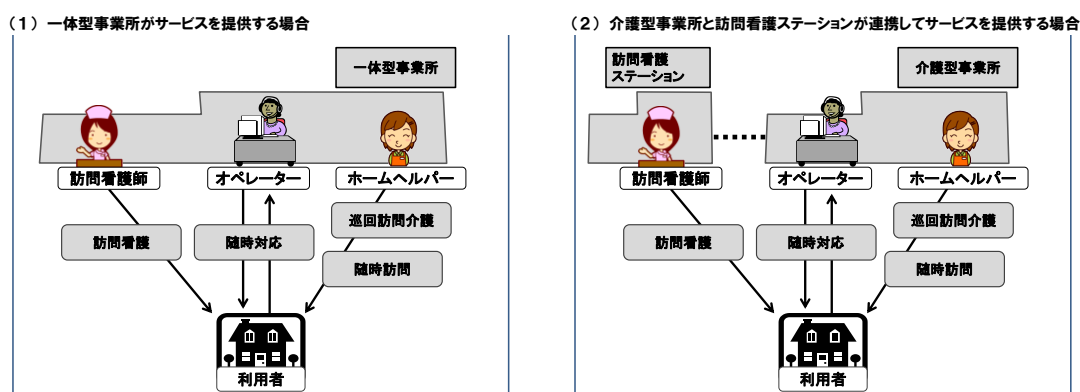 （1） 一体型事業所がサービスを提供する場合
一体型事業所
訪問看護師
オペレーター
ホームヘルパー
巡回訪問介護
訪問看護
随時対応
随時訪問
利用者
（2） 介護型事業所と訪問看護ステーションが連携してサービスを提供する場合
訪問看護
ステーション
介護型事業所
訪問看護師
オペレーター
ホームヘルパー
巡回訪問介護
訪問看護
随時対応
随時訪問
利用者